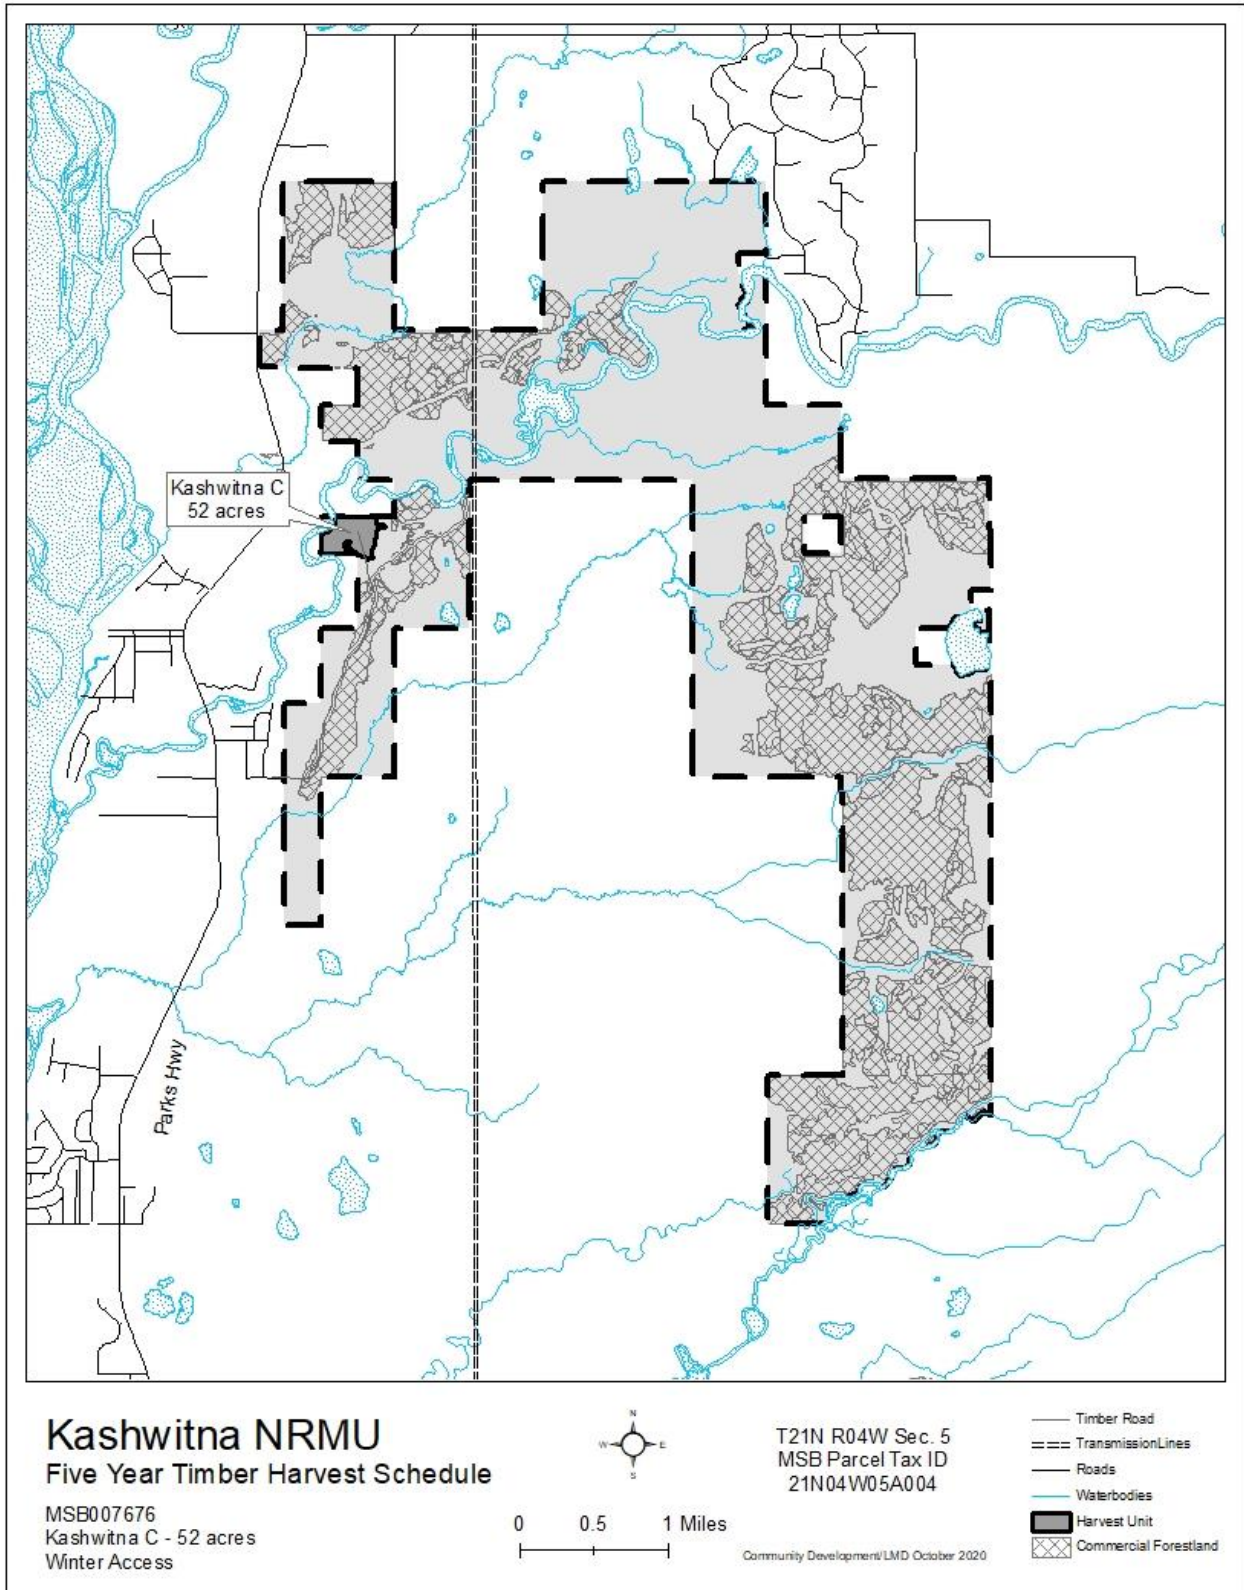 Kashwitna C
52 acres
Parks Hwy
Kashwitna NRMU
Five Year Timber Harvest Schedule
MSB007676
Kashwitna C - 52 acres
Winter Access
N
W
E
S
0 0.5 1 Miles
T21N R04W Sec. 5
MSB Parcel Tax ID
21N04W05A004
Community Development/LMD October 2020
Timber Road
TransmissionLines
Roads
Waterbodies
Harvest Unit
Commercial Forestland